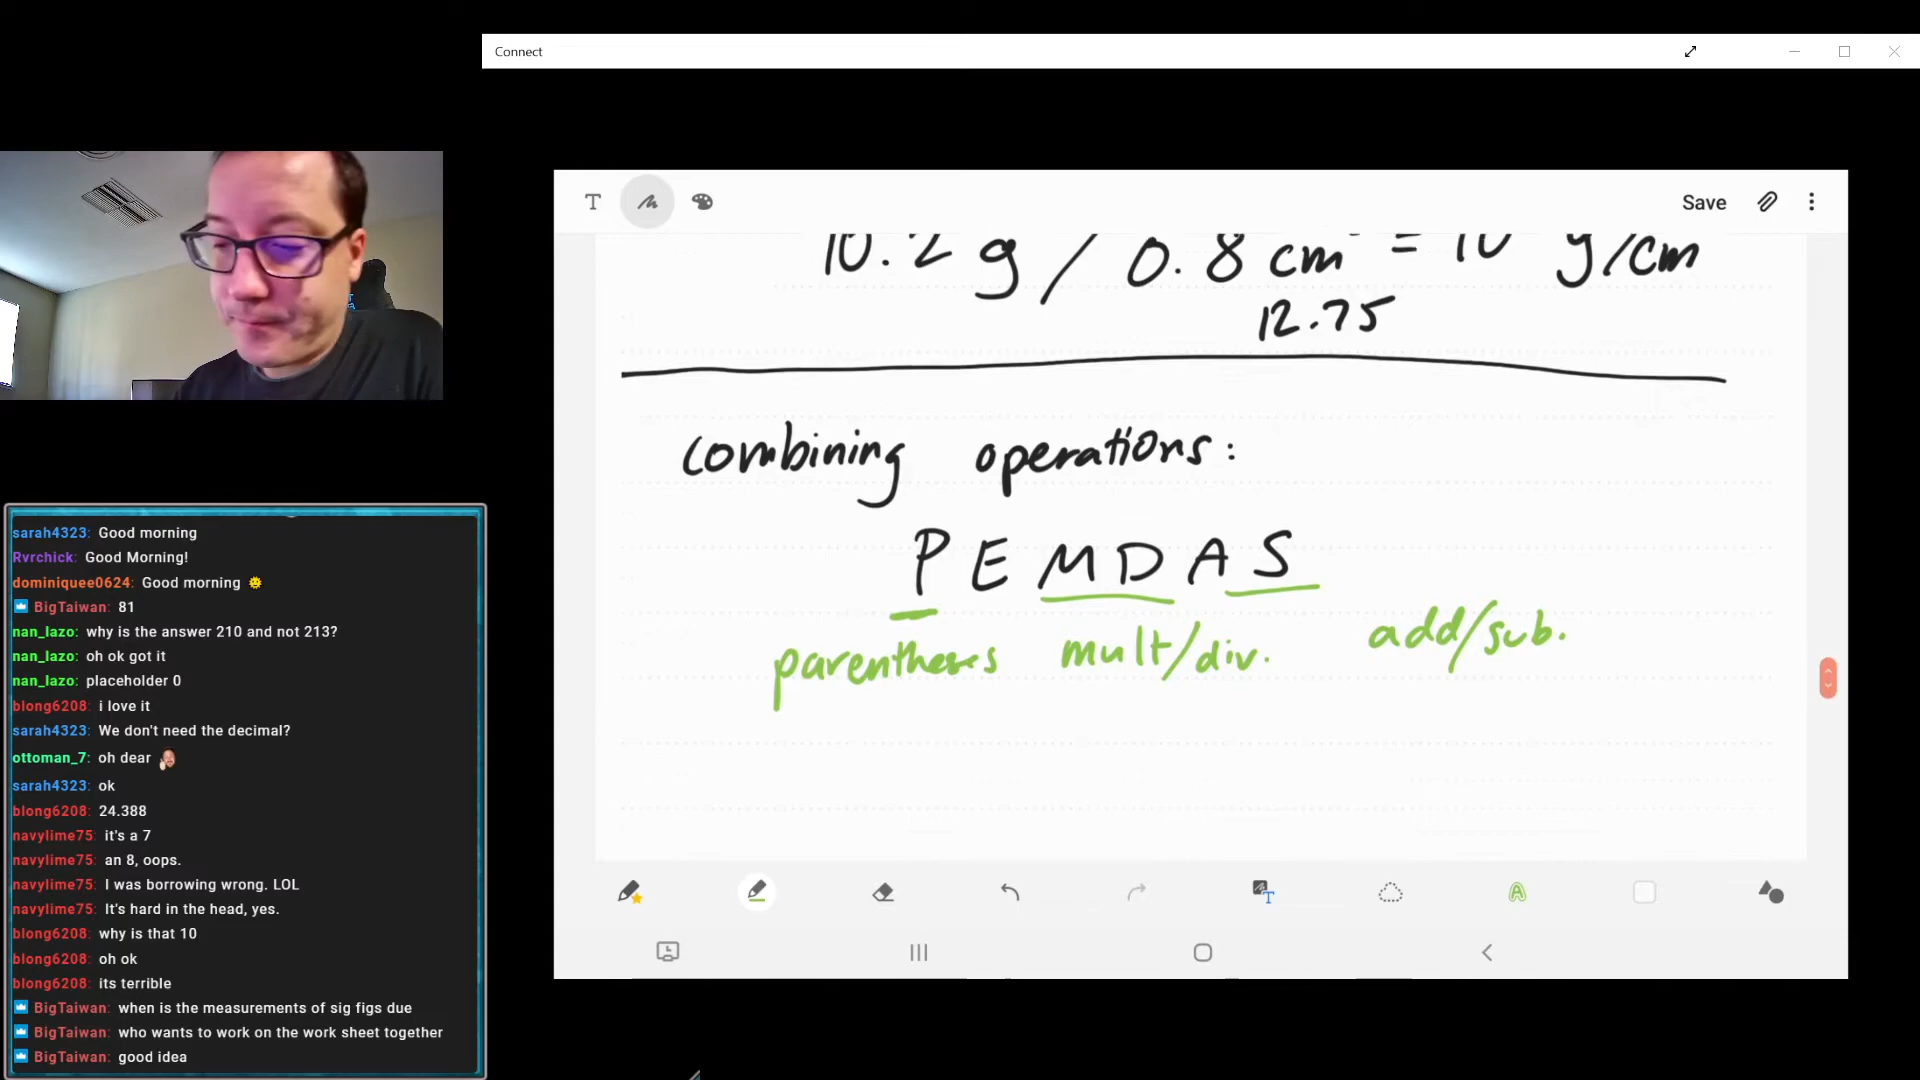 Connect
T
Save
10.2 g / 0.8 cm = 10 g/cm
12.75
combining operations:
PEMDAS
parentheses mult/div. add/sub.
T
A
sarah4323: Good morning
Rvrchick: Good Morning!
dominiquee0624: Good morning
BigTaiwan: 81
nan_lazo: why is the answer 210 and not 213?
nan_lazo: oh ok got it
nan_lazo: placeholder 0
blong6208: i love it
sarah4323: We don't need the decimal?
ottoman_7: oh dear
sarah4323: ok
blong6208: 24.388
navylime75: it's a 7
navylime75: an 8, oops.
navylime75: I was borrowing wrong. LOL
navylime75: It's hard in the head, yes.
blong6208: why is that 10
blong6208: oh ok
blong6208: its terrible
BigTaiwan: when is the measurements of sig figs due
BigTaiwan: who wants to work on the work sheet together
BigTaiwan: good idea